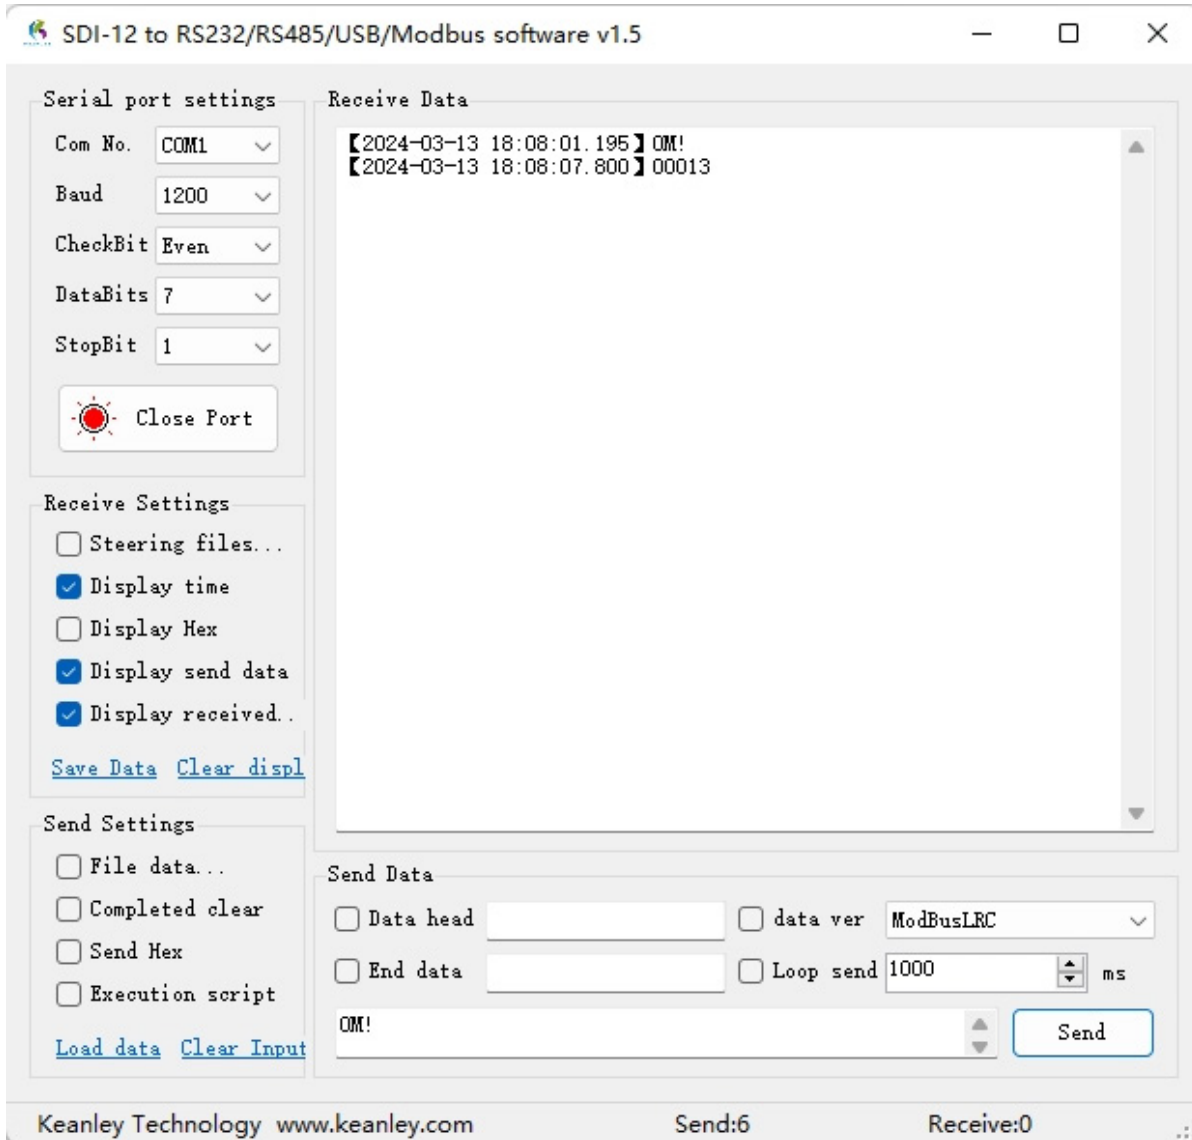 SDI-12 to RS232/RS485/USB/Modbus software v1.5
Serial port settings
Com No. COM1
Baud 1200
CheckBit Even
DataBits 7
StopBit 1
Close Port
Receive Settings
Steering files...
Display time
Display Hex
Display send data
Display received..
Save Data Clear displ
Send Settings
File data...
Completed clear
Send Hex
Execution script
Load data Clear Input
Receive Data
【2024-03-13 18:08:01.195】0M!
【2024-03-13 18:08:07.800】00013
Send Data
Data head data ver ModBusLRC
End data Loop send 1000 ms
0M! Send
Keanley Technology www.keanley.com Send:6 Receive:0